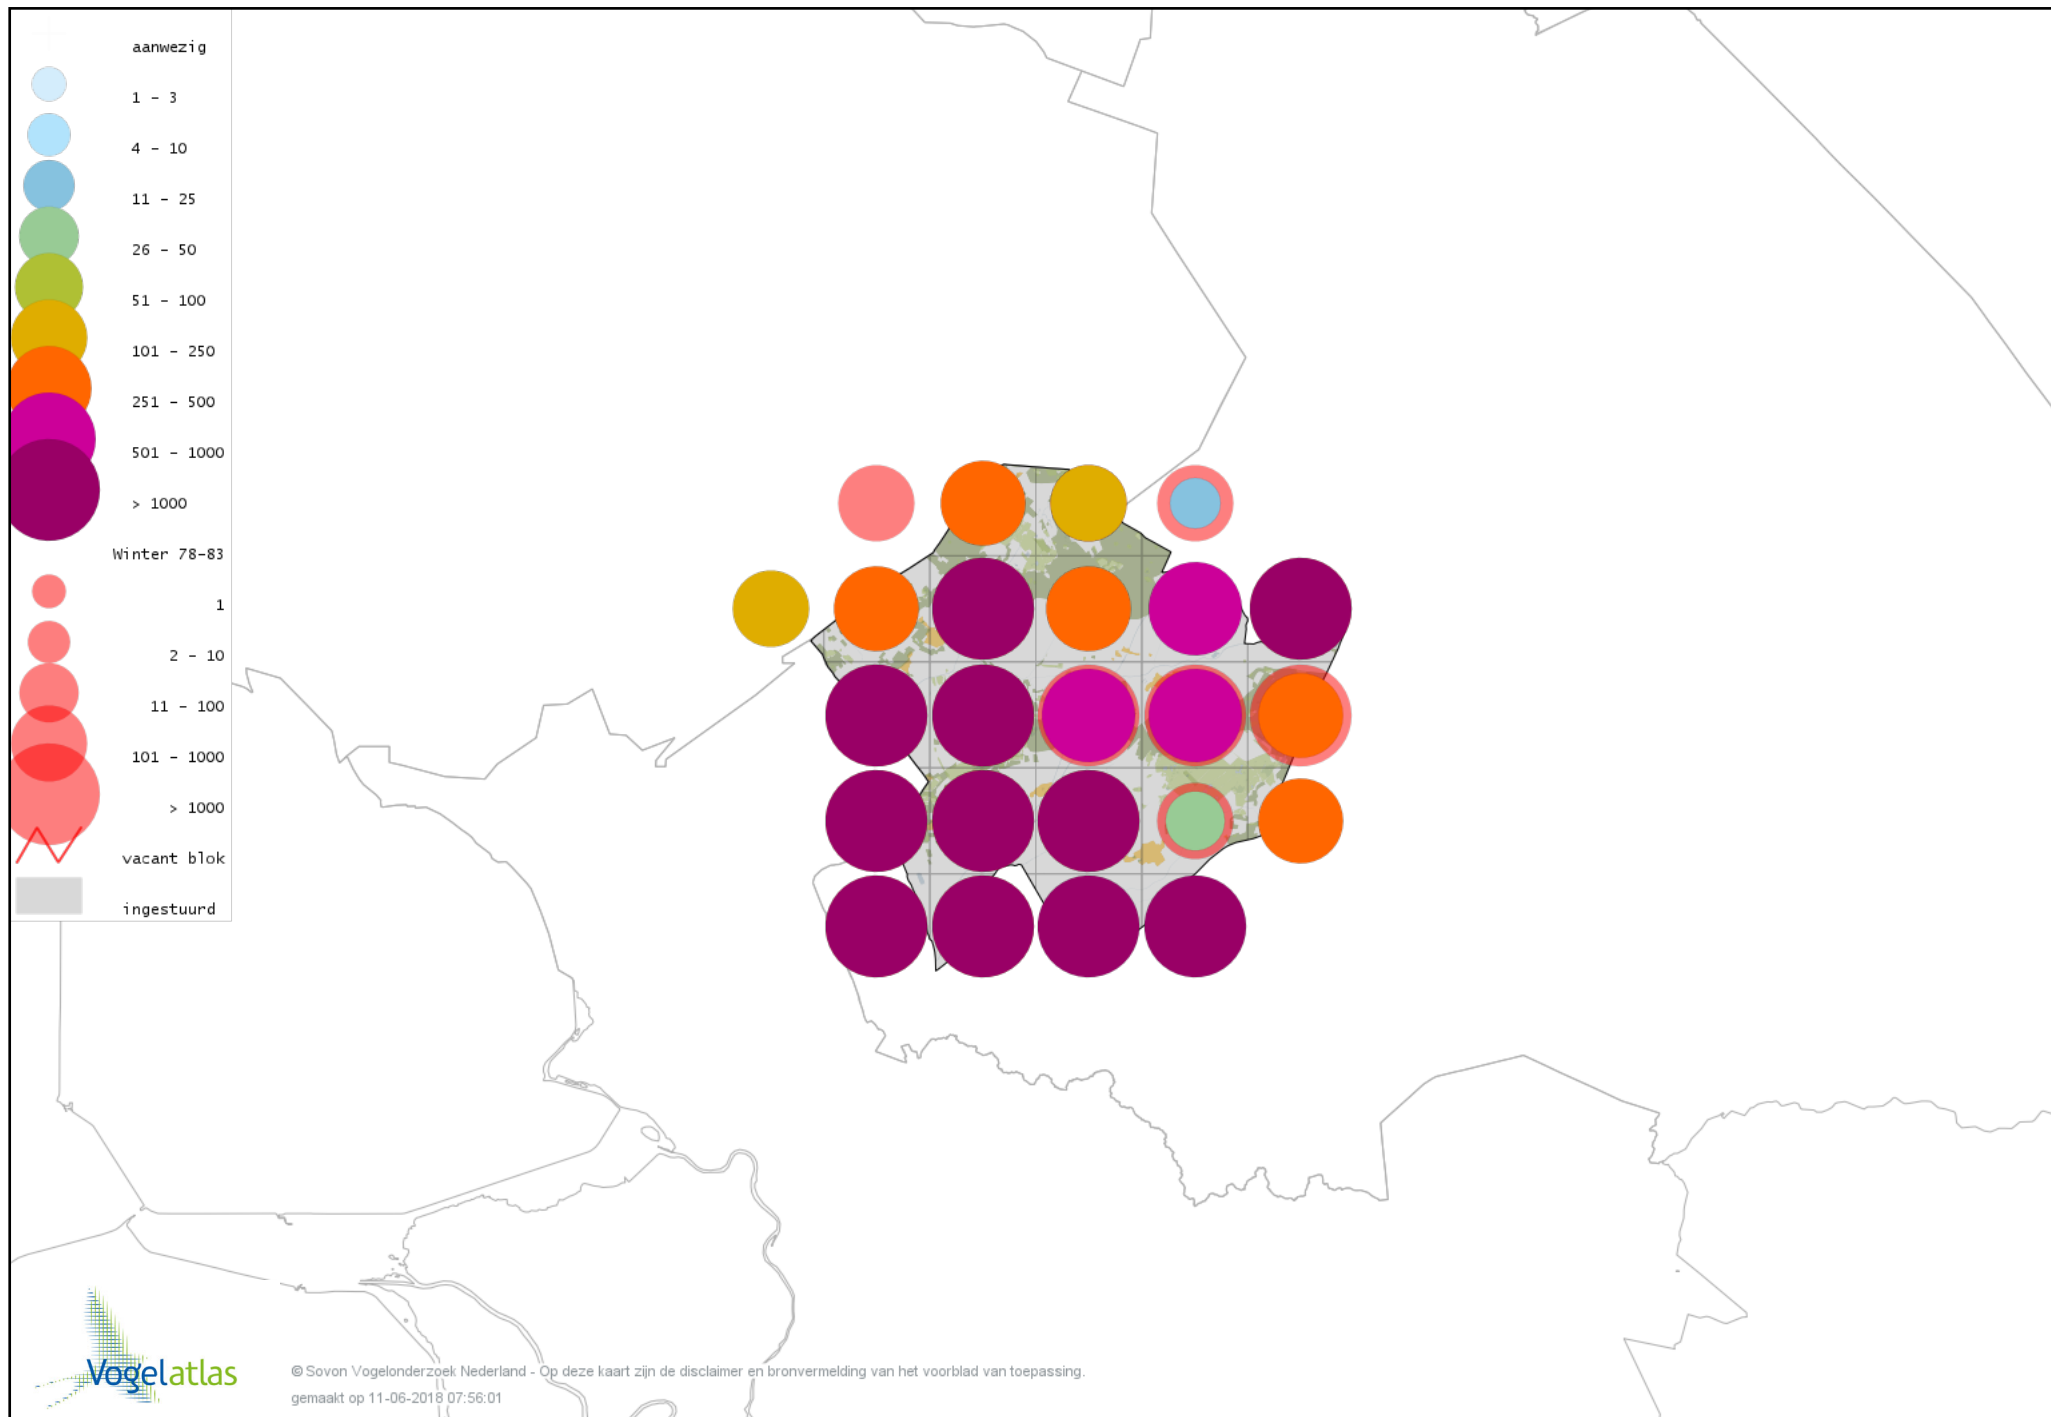 aanwezig
1 - 3
4 - 10
11 - 25
26 - 50
51 - 100
101 - 250
251 - 500
501 - 1000
> 1000
Winter 78-83
1
2 - 10
11 - 100
101 - 1000
> 1000
vacant blok
ingestuurd
Vogelatlas
© Sovon Vogelonderzoek Nederland - Op deze kaart zijn de disclaimer en bronvermelding van het voorblad van toepassing.
gemaakt op 11-06-2018 07:56:01